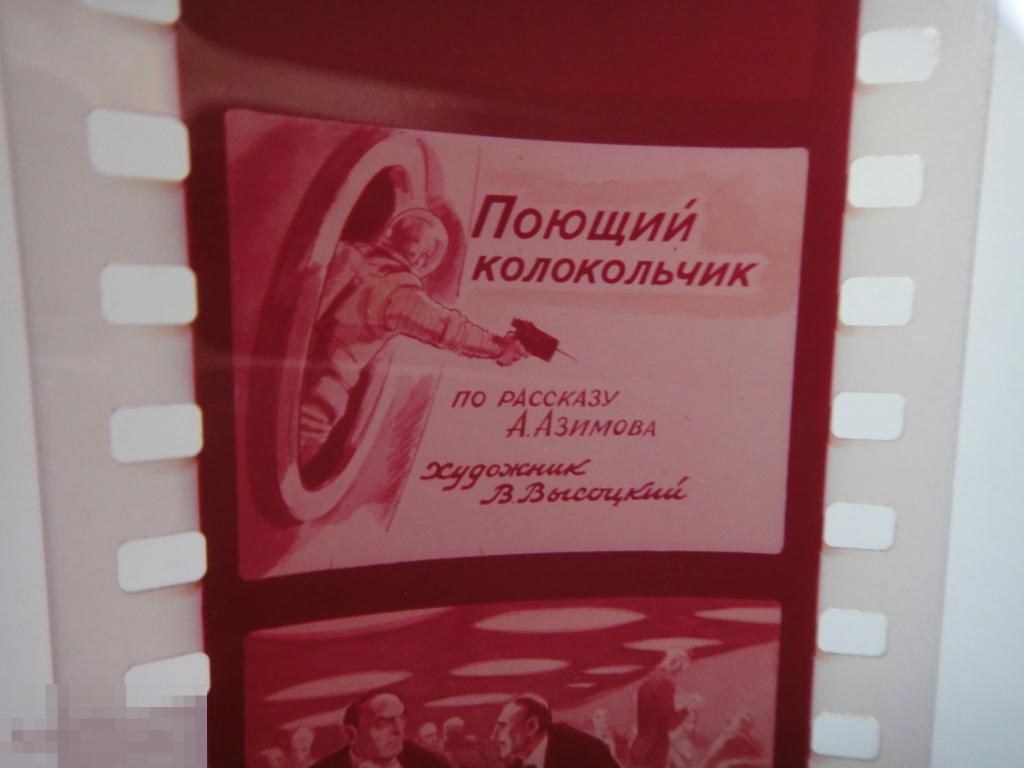 Поющий
колокольчик
по рассказу
А. Азимова
художник
В. Высоцкий